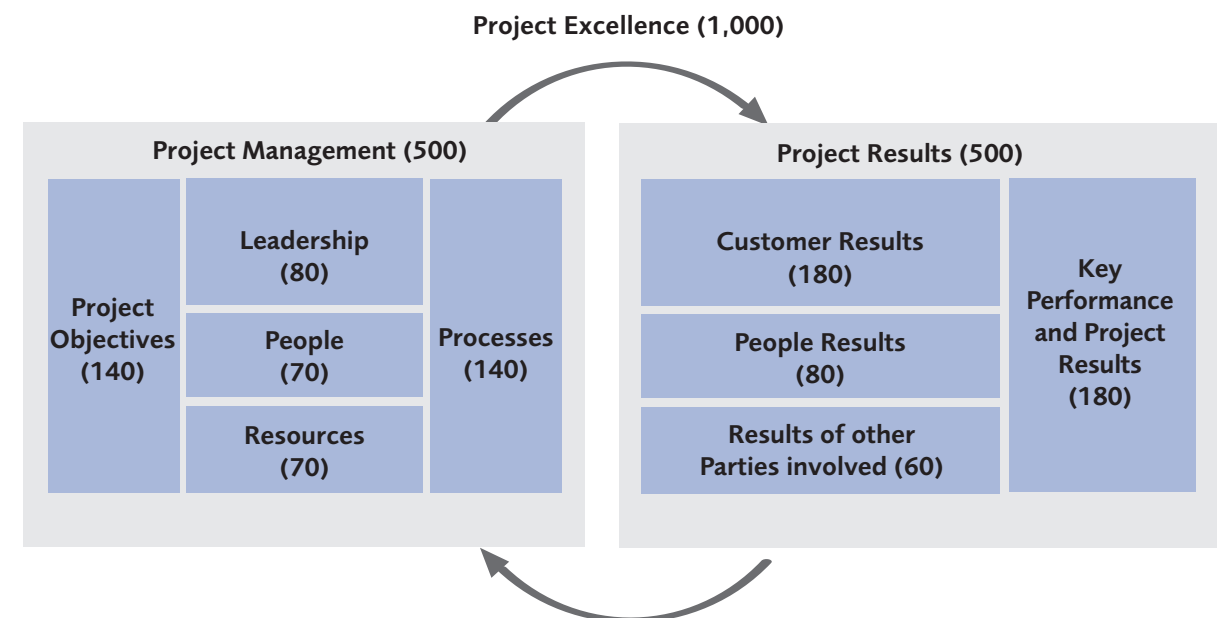 Project Excellence (1,000)
Project Management (500)
Project
Objectives
(140)
Leadership
(80)
People
(70)
Resources
(70)
Processes
(140)
Project Results (500)
Customer Results
(180)
People Results
(80)
Results of other
Parties involved (60)
Key
Performance
and Project
Results
(180)